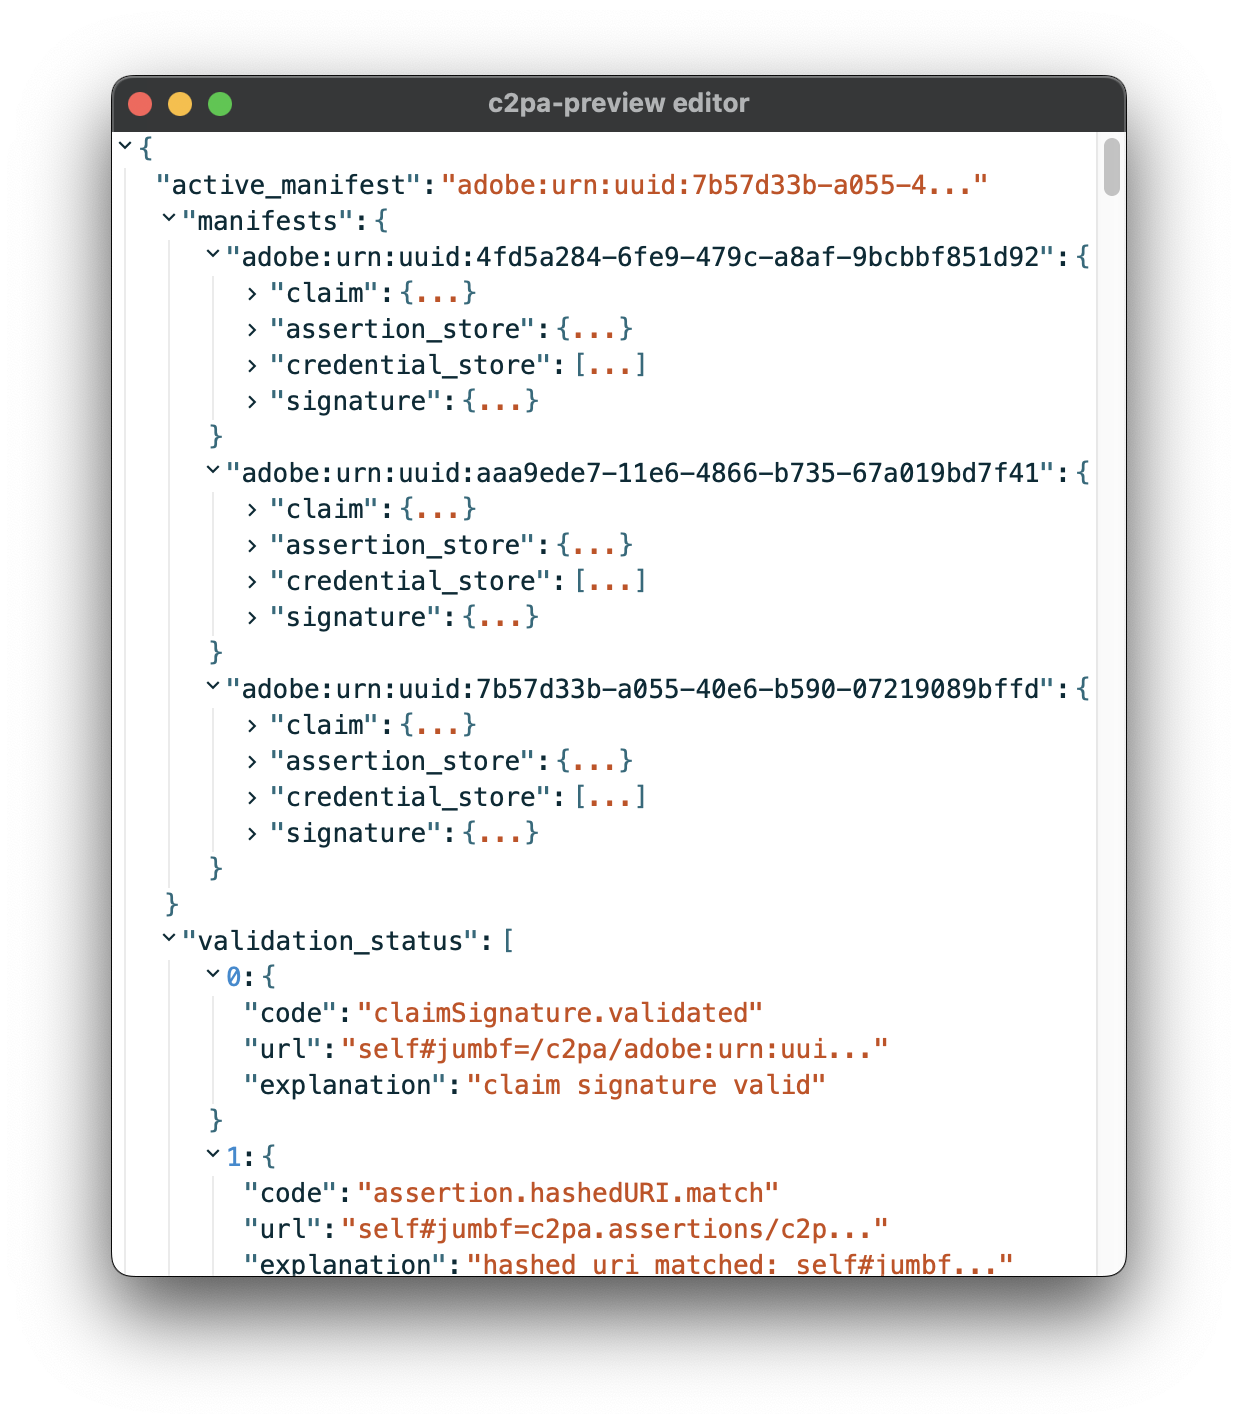 c2pa-preview editor
{
"active_manifest":"adobe:urn:uuid:7b57d33b-a055-4..."
"manifests":{
"adobe:urn:uuid:4fd5a284-6fe9-479c-a8af-9bcbbf851d92":{
"claim":{...}
"assertion_store":{...}
"credential_store":[...]
"signature":{...}
}
"adobe:urn:uuid:aaa9ede7-11e6-4866-b735-67a019bd7f41":{
"claim":{...}
"assertion_store":{...}
"credential_store":[...]
"signature":{...}
}
"adobe:urn:uuid:7b57d33b-a055-40e6-b590-07219089bffd":{
"claim":{...}
"assertion_store":{...}
"credential_store":[...]
"signature":{...}
}
}
"validation_status":[
0:{
"code":"claimSignature.validated"
"url":"self#jumbf=/c2pa/adobe:urn:uui..."
"explanation":"claim signature valid"
}
1:{
"code":"assertion.hashedURI.match"
"url":"self#jumbf=c2pa.assertions/c2p..."
"explanation":"hashed uri matched: self#jumbf..."